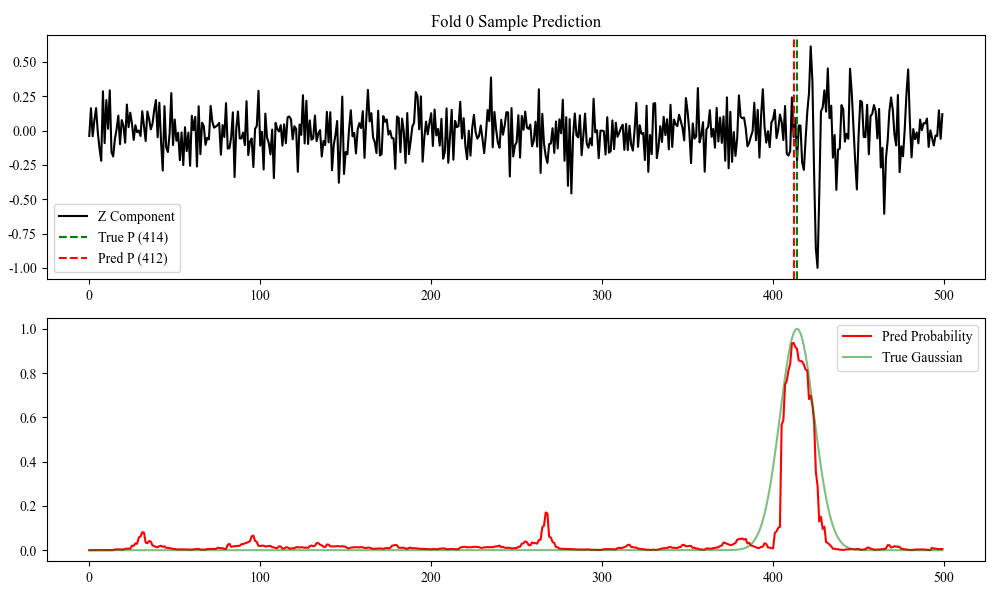 Fold 0 Sample Prediction
0.50
0.25
0.00
-0.25
-0.50
-0.75
-1.00
Z Component
True P (414)
Pred P (412)
0 100 200 300 400 500
1.0
0.8
0.6
0.4
0.2
0.0
Pred Probability
True Gaussian
0 100 200 300 400 500